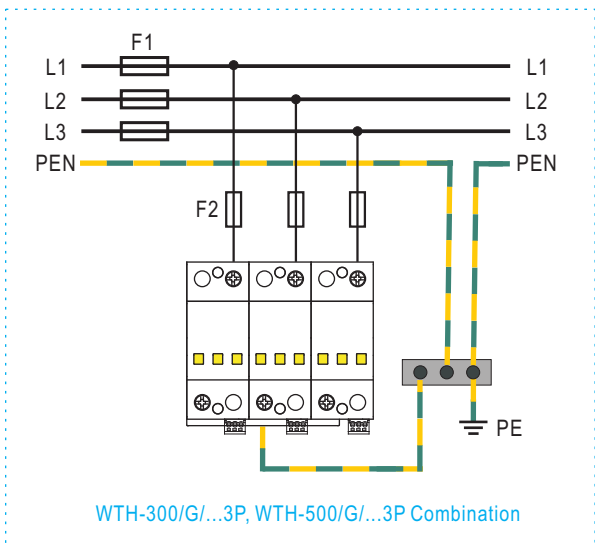 F1
L1 L1
L2 L2
L3 L3
PEN PEN
F2
PE
WTH-300/G/...3P, WTH-500/G/...3P Combination